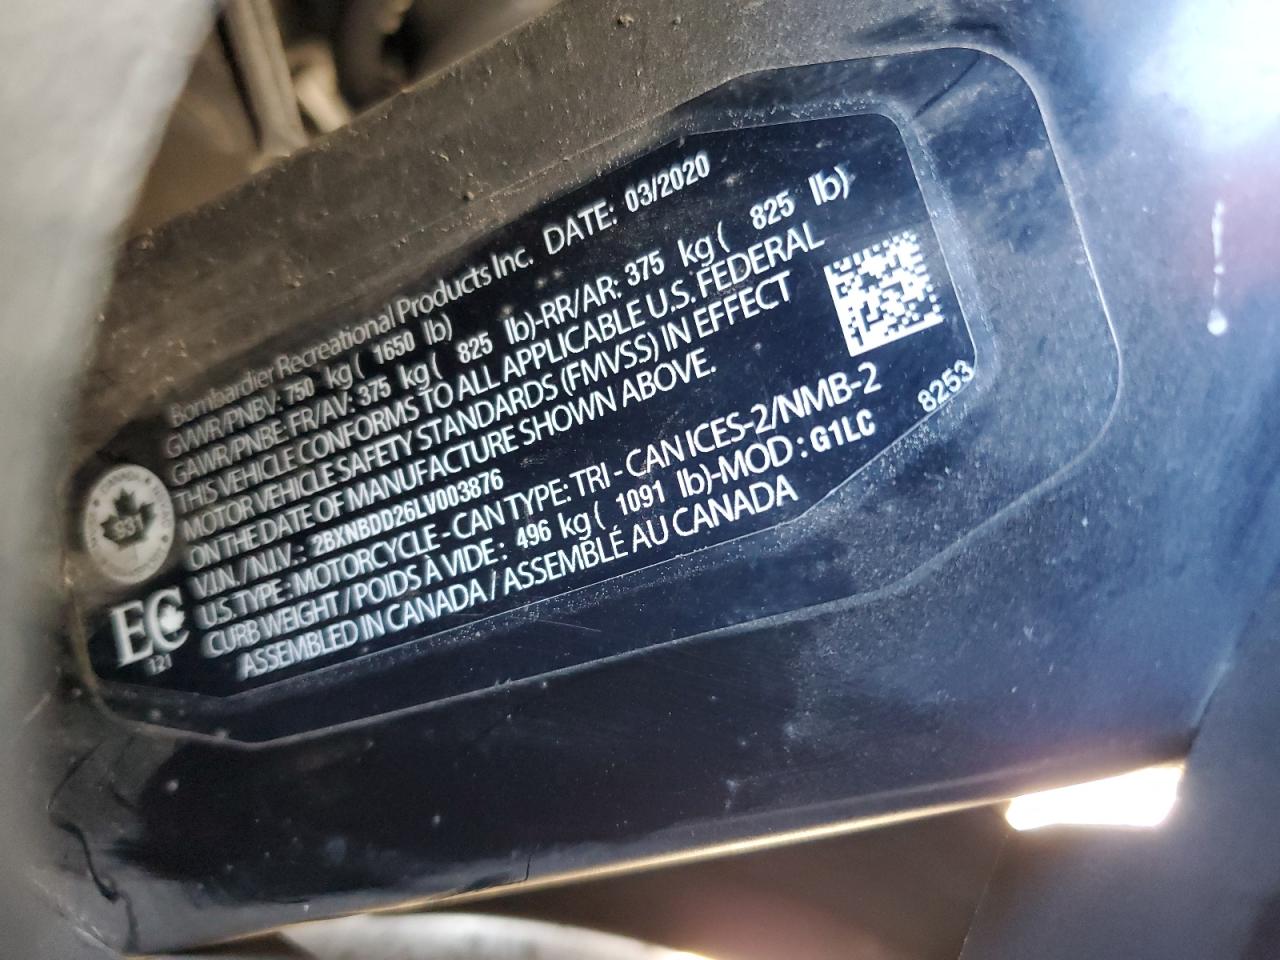 Bombardier Recreational Products Inc. DATE: 03/2020
GVWR/PNBV: 750 kg ( 1650 lb)
GAWR/PNBE FR/AV: 375 kg ( 825 lb)-RR/AR: 375 kg ( 825 lb)
THIS VEHICLE CONFORMS TO ALL APPLICABLE U.S. FEDERAL
MOTOR VEHICLE SAFETY STANDARDS (FMVSS) IN EFFECT
ON THE DATE OF MANUFACTURE SHOWN ABOVE.
V.I.N. / N.I.V. : 2BXNBDD26LV003876
U.S. TYPE: MOTORCYCLE - CAN TYPE: TRI - CAN ICES-2/NMB-2
CURB WEIGHT / POIDS À VIDE : 496 kg ( 1091 lb)-MOD : G1LC
ASSEMBLED IN CANADA / ASSEMBLÉ AU CANADA
8253
931
EC
121